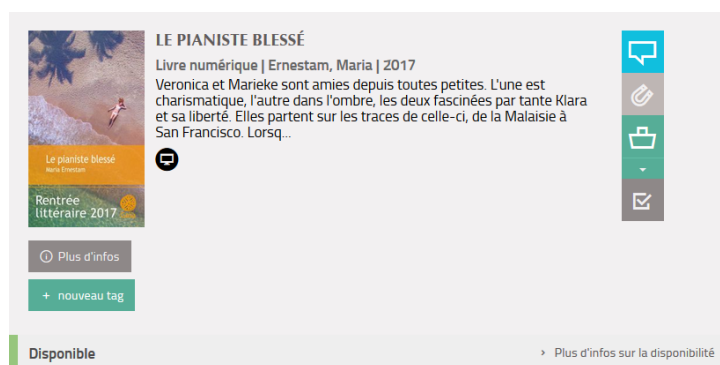 LE PIANISTE BLESSÉ
Livre numérique | Ernestam, Maria | 2017
Veronica et Marieke sont amies depuis toutes petites. L'une est
charismatique, l'autre dans l'ombre, les deux fascinées par tante Klara
et sa liberté. Elles partent sur les traces de celle-ci, de la Malaisie à
San Francisco. Lorsq...
Le pianiste blessé
Maria Ernestam
Rentrée
littéraire 2017
Plus d'infos
+ nouveau tag
Disponible
› Plus d'infos sur la disponibilité